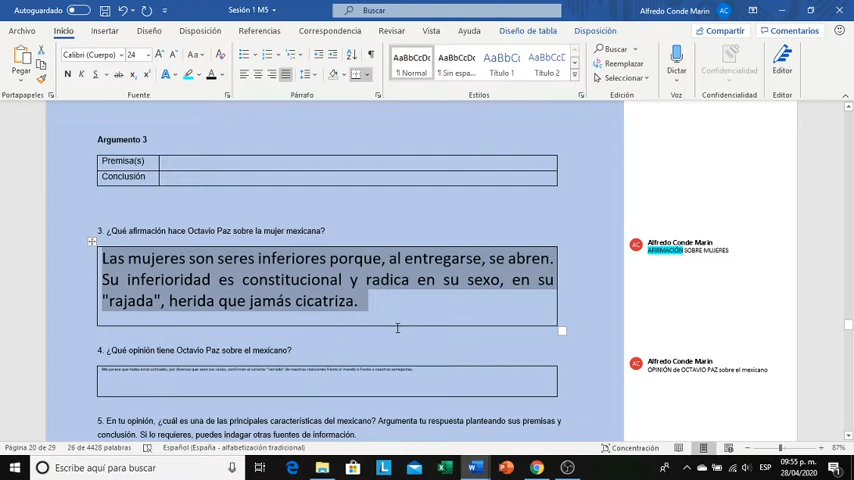 Autoguardado
Sesión 1 M5
Buscar
Alfredo Conde Marin
AC
Archivo
Inicio
Insertar
Diseño
Disposición
Referencias
Correspondencia
Revisar
Vista
Ayuda
Diseño de tabla
Disposición
Compartir
Comentarios
Pegar
Calibri (Cuerpo)
24
Aa
N
K
S
ab
AaBbCcDc
¶ Normal
AaBbCcDc
¶ Sin espa...
AaBbCc
Título 1
AaBbCcD
Título 2
Buscar
Reemplazar
Seleccionar
Dictar
Confidencialidad
Editor
Portapapeles
Fuente
Párrafo
Estilos
Edición
Voz
Confidencialidad
Editor
Argumento 3
Premisa(s)
Conclusión
3. ¿Qué afirmación hace Octavio Paz sobre la mujer mexicana?
Las mujeres son seres inferiores porque, al entregarse, se abren.
Su inferioridad es constitucional y radica en su sexo, en su
"rajada", herida que jamás cicatriza.
AC
Alfredo Conde Marin
AFIRMACIÓN SOBRE MUJERES
4. ¿Qué opinión tiene Octavio Paz sobre el mexicano?
AC
Alfredo Conde Marin
OPINIÓN de OCTAVIO PAZ sobre el mexicano
5. En tu opinión, ¿cuál es una de las principales características del mexicano? Argumenta tu respuesta planteando sus premisas y
conclusión. Si lo requieres, puedes indagar otras fuentes de información.
Página 20 de 29
26 de 4428 palabras
Español (España - alfabetización tradicional)
Concentración
87%
Escribe aquí para buscar
ESP
09:55 p. m.
28/04/2020